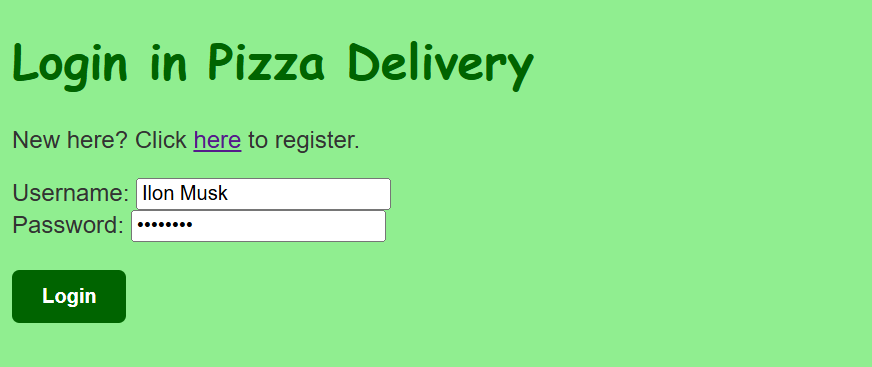 Login in Pizza Delivery
New here? Click here to register.
Username: Ilon Musk
Password: ••••••••
Login